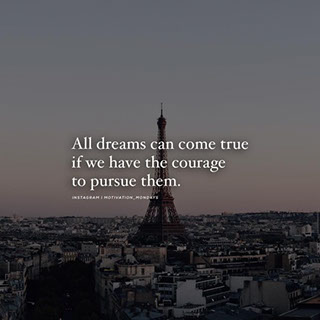 All dreams can come true
if we have the courage
to pursue them.
INSTAGRAM | MOTIVATION_MONDAYS